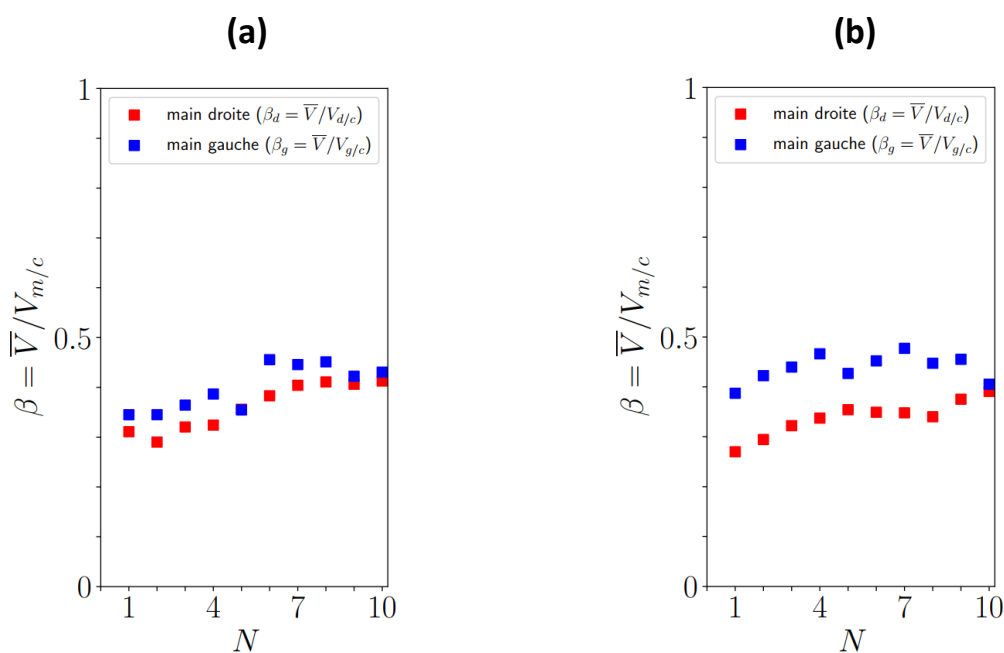 (a)
1
main droite (β_d = V̅/V_{d/c})
main gauche (β_g = V̅/V_{g/c})
β = V̅/V_{m/c}
0.5
0
1 4 7 10
N
(b)
1
main droite (β_d = V̅/V_{d/c})
main gauche (β_g = V̅/V_{g/c})
β = V̅/V_{m/c}
0.5
0
1 4 7 10
N